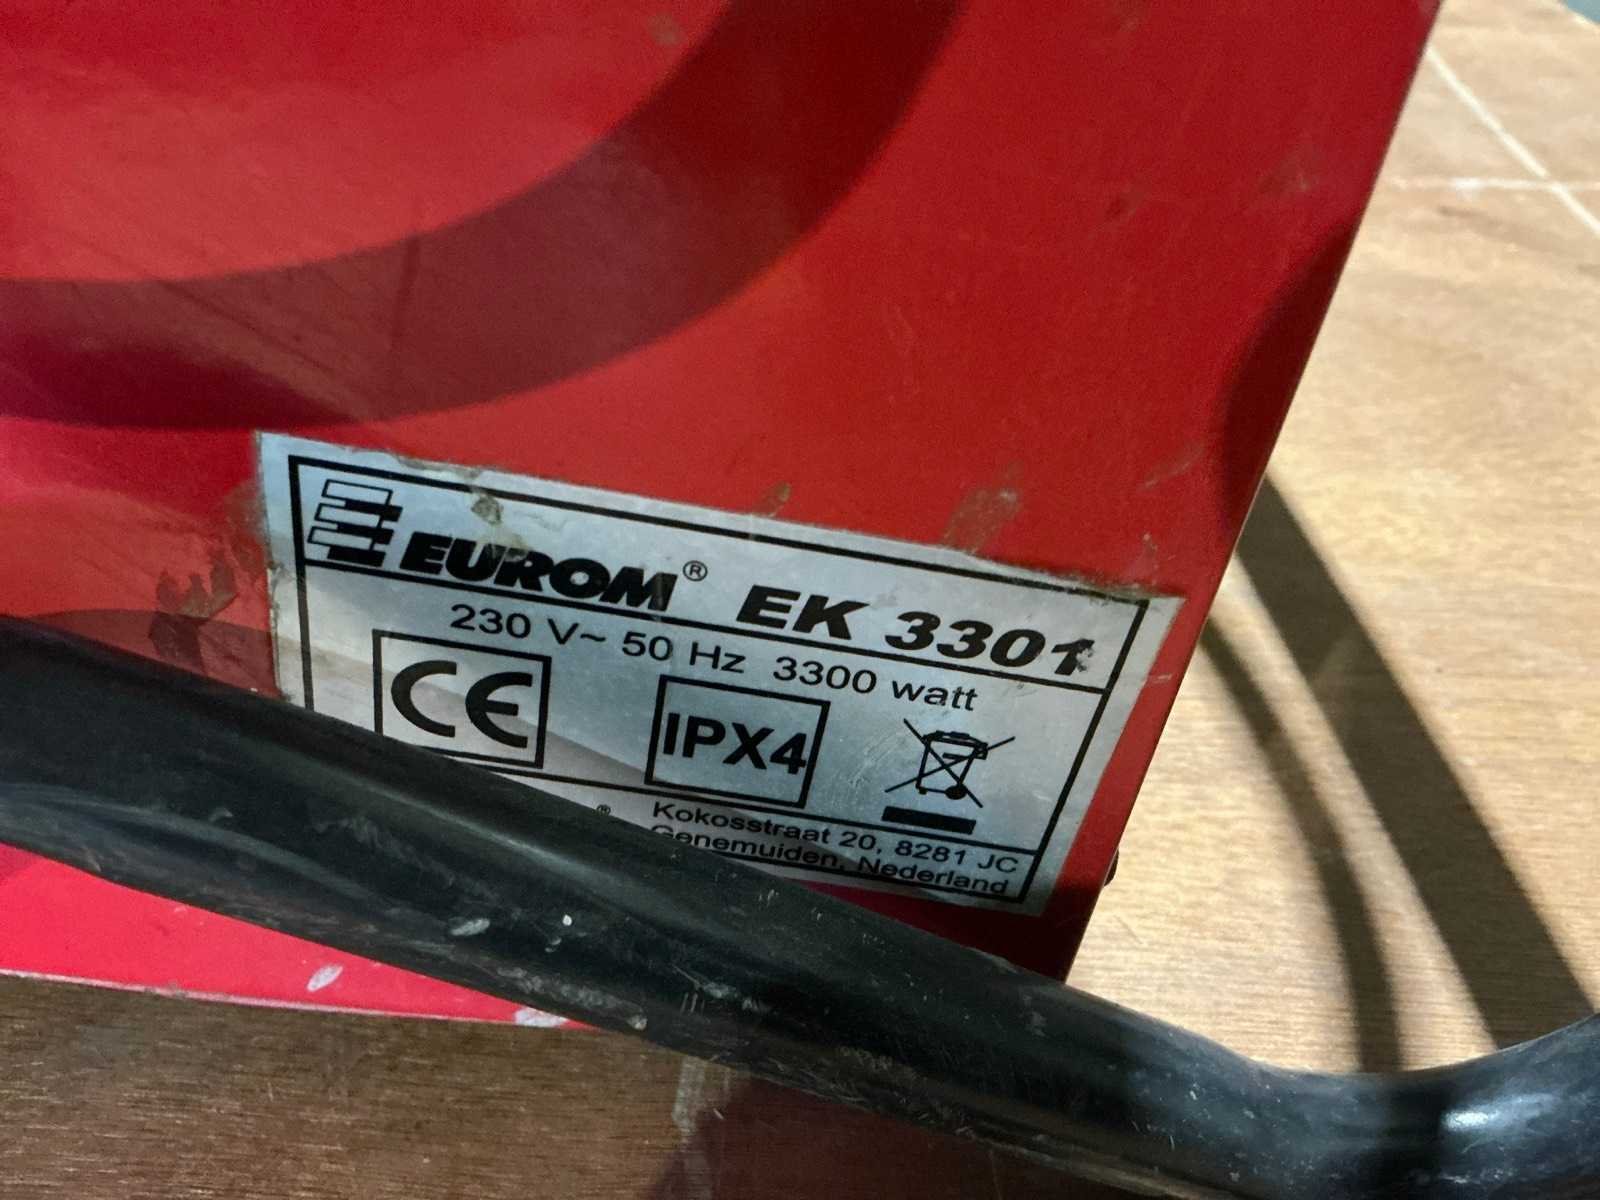 EUROM® EK 3301
230 V~ 50 Hz 3300 watt
CE
IPX4
® Kokosstraat 20, 8281 JC
Genemuiden, Nederland